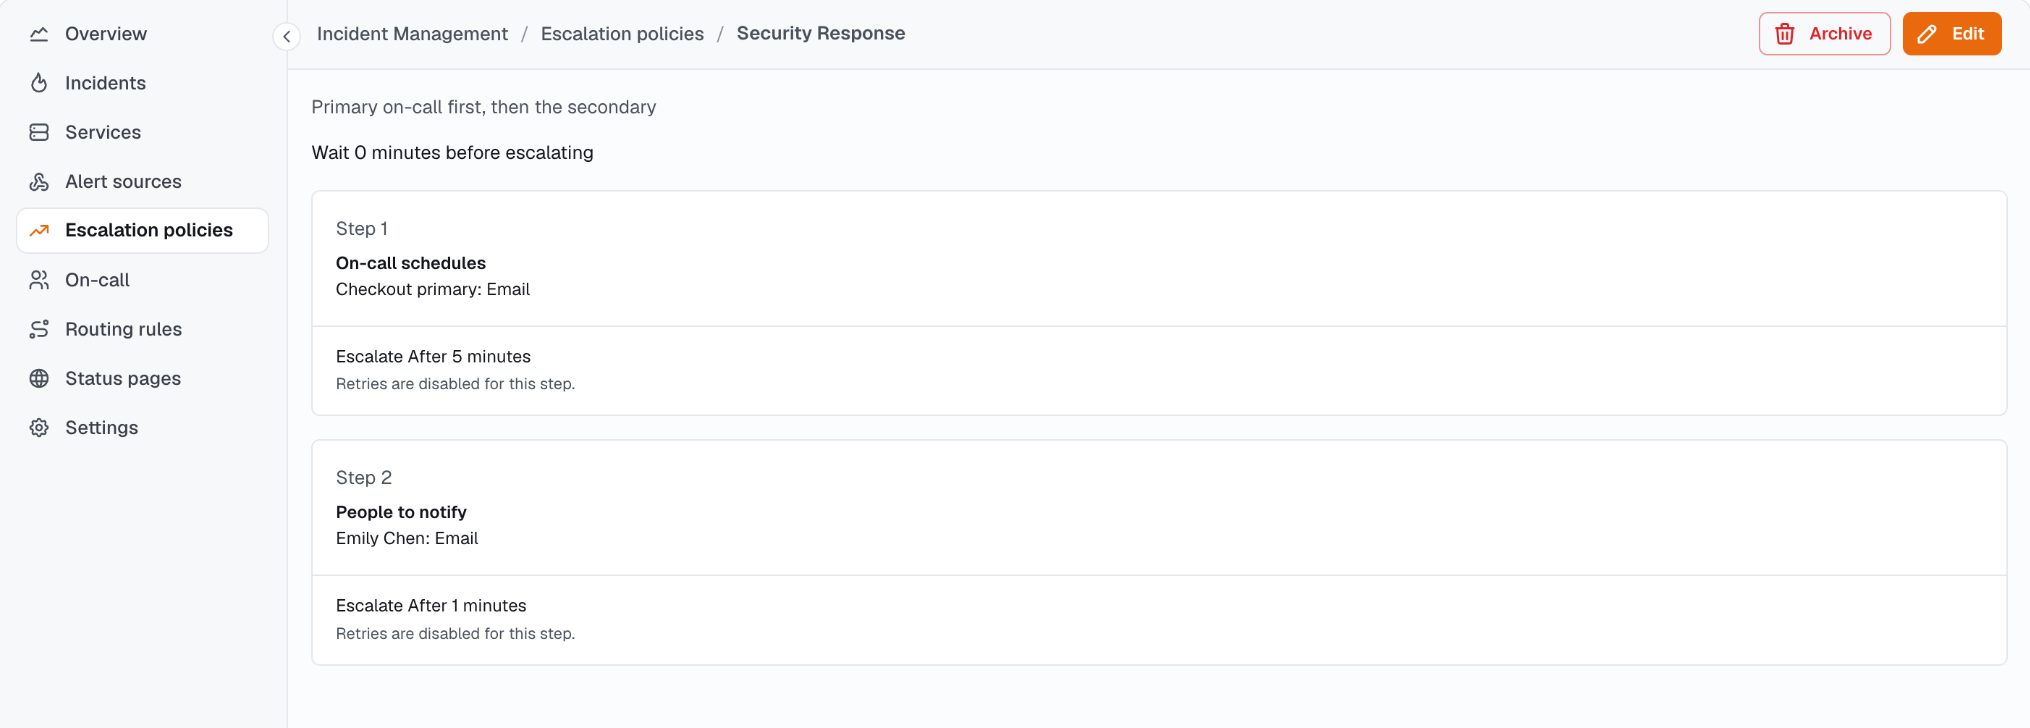 Overview
Incidents
Services
Alert sources
Escalation policies
On-call
Routing rules
Status pages
Settings
Incident Management / Escalation policies / Security Response
Archive
Edit
Primary on-call first, then the secondary
Wait 0 minutes before escalating
Step 1
On-call schedules
Checkout primary: Email
Escalate After 5 minutes
Retries are disabled for this step.
Step 2
People to notify
Emily Chen: Email
Escalate After 1 minutes
Retries are disabled for this step.